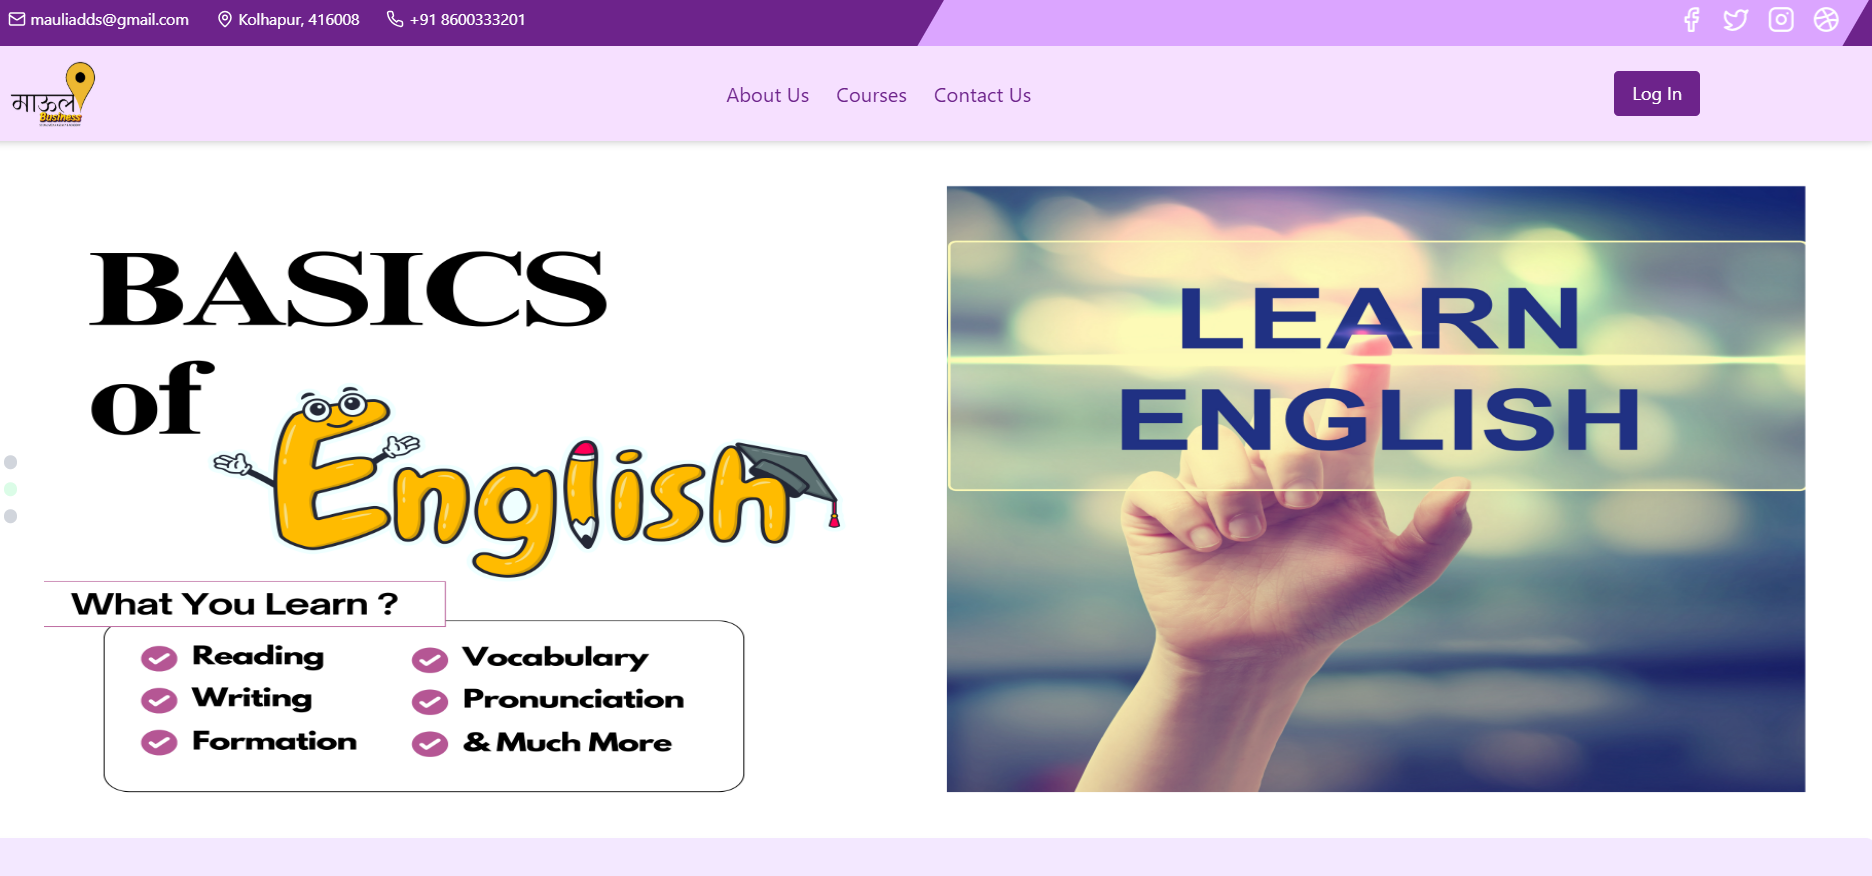 mauliadds@gmail.com Kolhapur, 416008 +91 8600333201
माऊली
Business
About Us Courses Contact Us
Log In
BASICS
of
English
What You Learn ?
Reading
Writing
Formation
Vocabulary
Pronunciation
& Much More
LEARN
ENGLISH